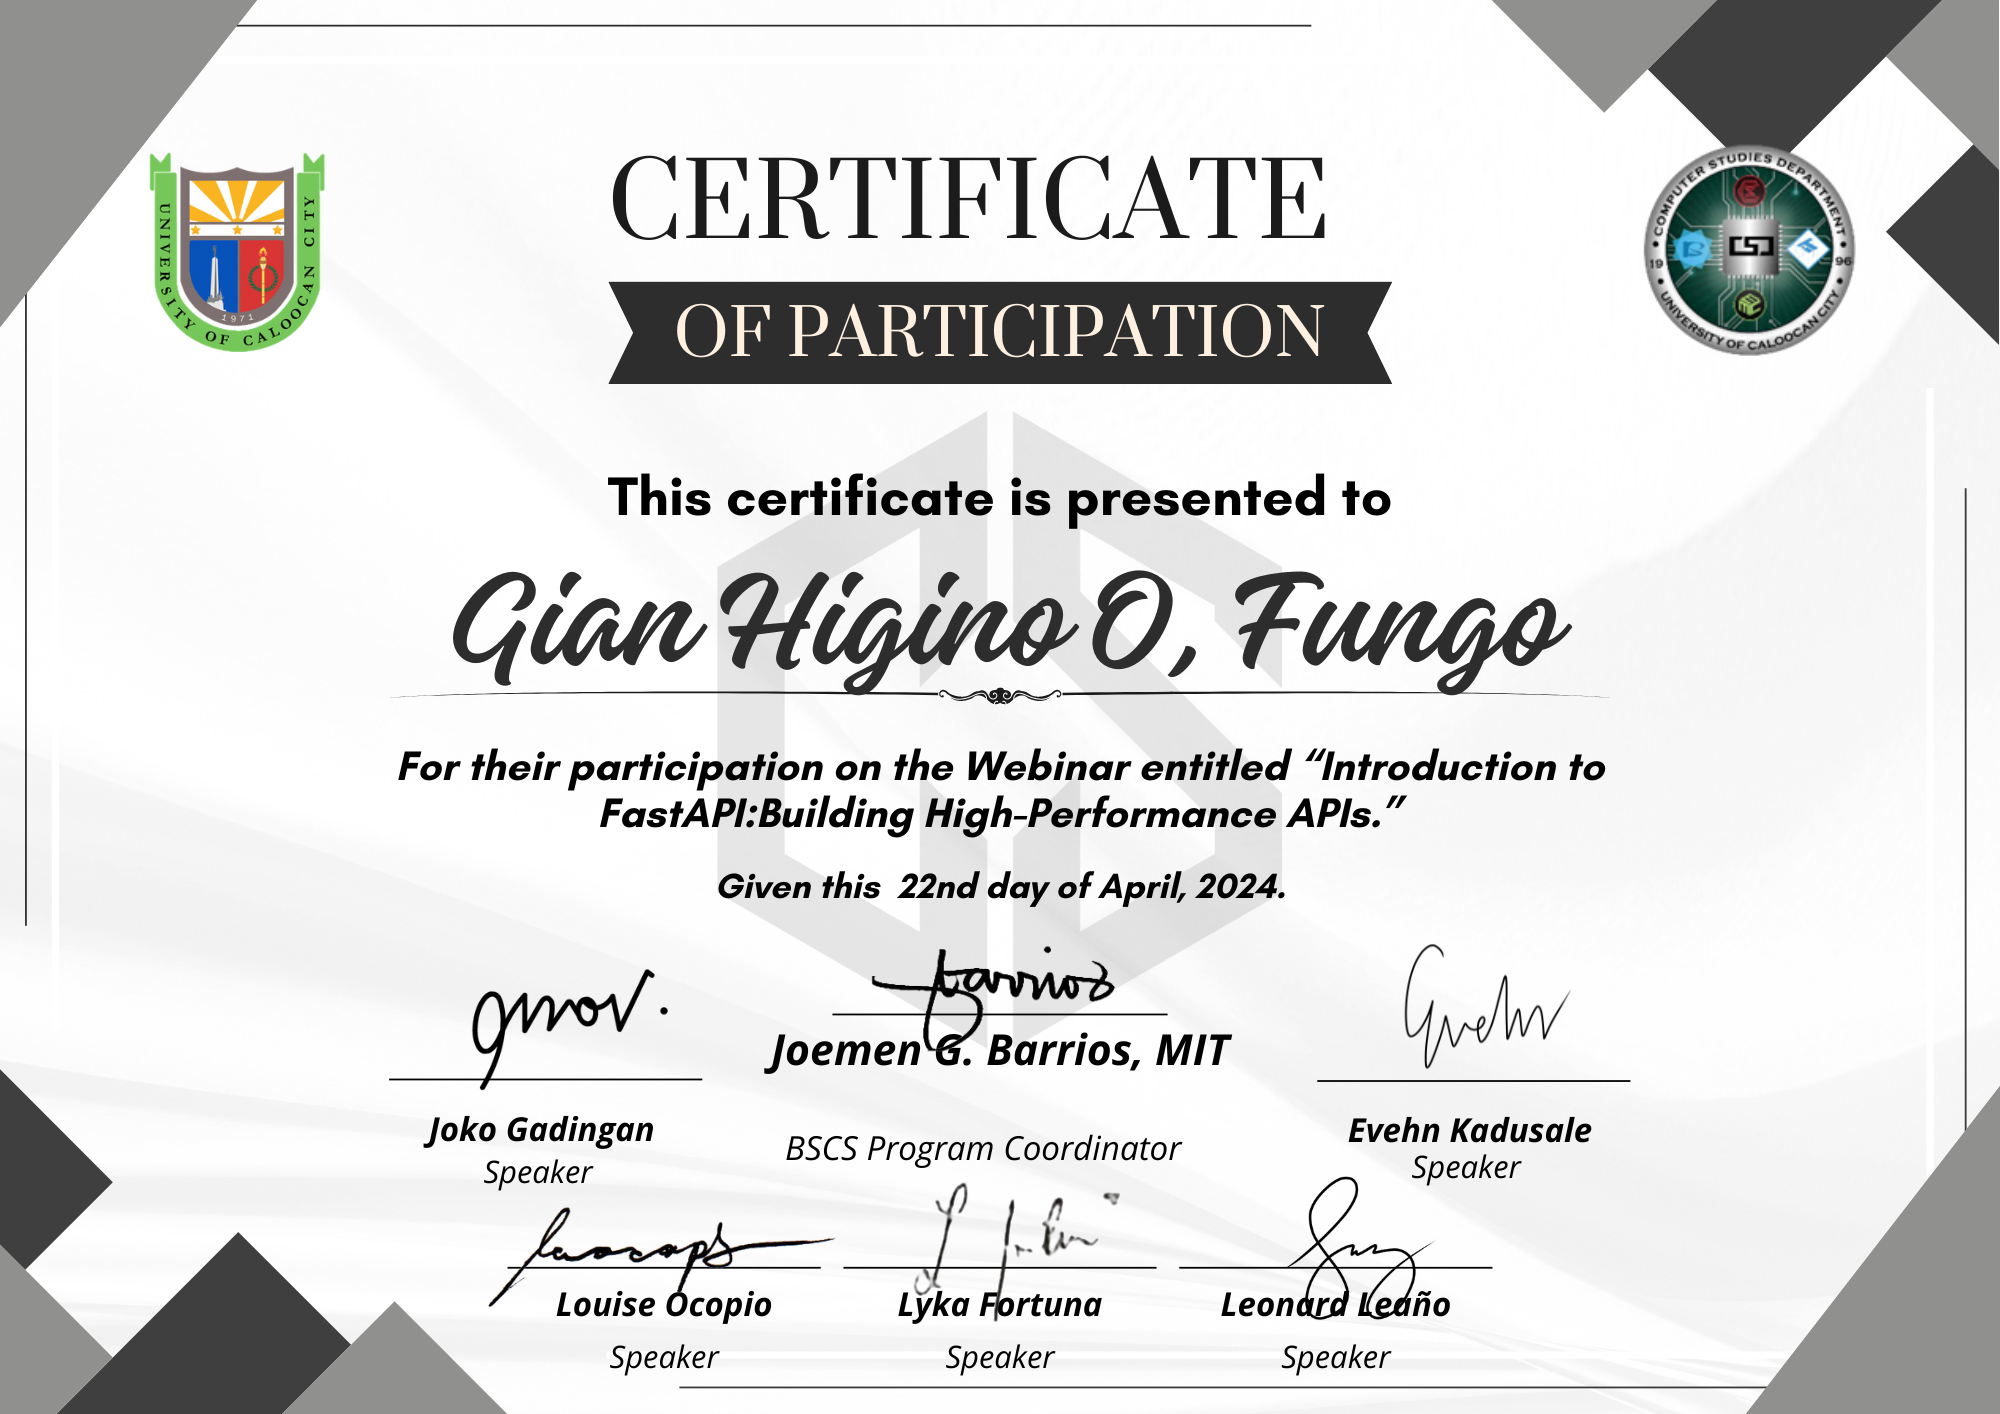 UNIVERSITY OF CALOOCAN CITY
1971
COMPUTER STUDIES DEPARTMENT
19 96
CSD
UNIVERSITY OF CALOOCAN CITY
CERTIFICATE
OF PARTICIPATION
This certificate is presented to
Gian Higino O, Fungo
For their participation on the Webinar entitled “Introduction to
FastAPI:Building High-Performance APIs.”
Given this 22nd day of April, 2024.
Barrios
Evehn
Joemen G. Barrios, MIT
Joko Gadingan
Speaker
BSCS Program Coordinator
Evehn Kadusale
Speaker
Louise Ocopio
Speaker
Lyka Fortuna
Speaker
Leonard Leaño
Speaker